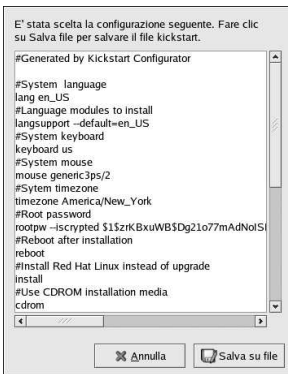 E' stata scelta la configurazione seguente. Fare clic
su Salva file per salvare il file kickstart.
#Generated by Kickstart Configurator
#System language
lang en_US
#Language modules to install
langsupport --default=en_US
#System keyboard
keyboard us
#System mouse
mouse generic3ps/2
#Sytem timezone
timezone America/New_York
#Root password
rootpw --iscrypted $1$zrKBxuWB$Dg21o77mAdNoISI
#Reboot after installation
reboot
#Install Red Hat Linux instead of upgrade
install
#Use CDROM installation media
cdrom
Annulla
Salva su file